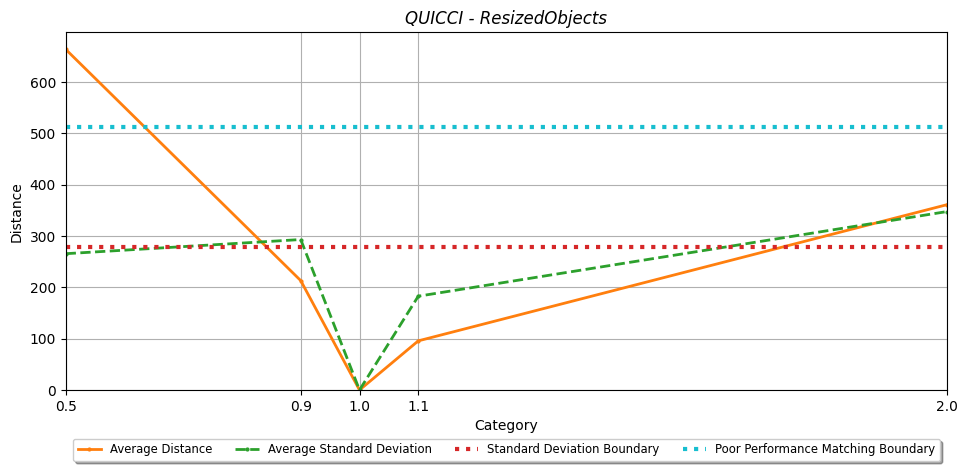 QUICCI - ResizedObjects
600
500
400
300
200
100
0
Distance
0.5 0.9 1.0 1.1 2.0
Category
Average Distance Average Standard Deviation Standard Deviation Boundary Poor Performance Matching Boundary